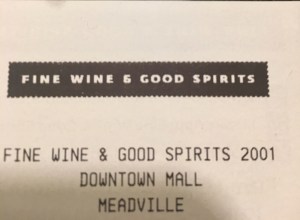 FINE WINE & GOOD SPIRITS
FINE WINE & GOOD SPIRITS 2001
DOWNTOWN MALL
MEADVILLE